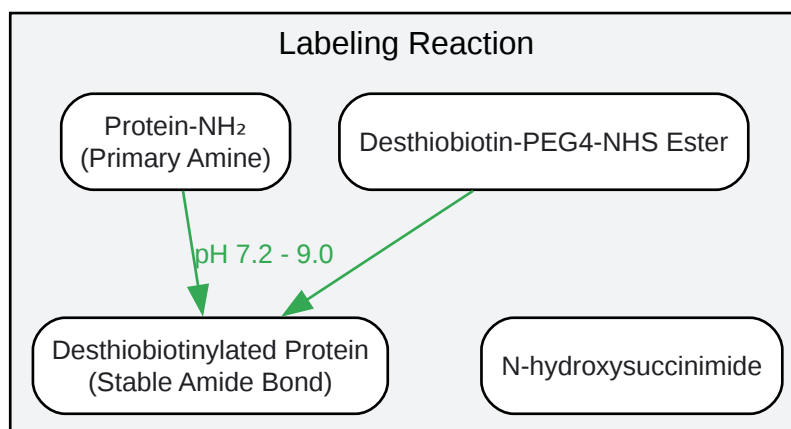 Labeling Reaction
Protein-NH₂
(Primary Amine)
Desthiobiotin-PEG4-NHS Ester
pH 7.2 - 9.0
Desthiobiotinylated Protein
(Stable Amide Bond)
N-hydroxysuccinimide